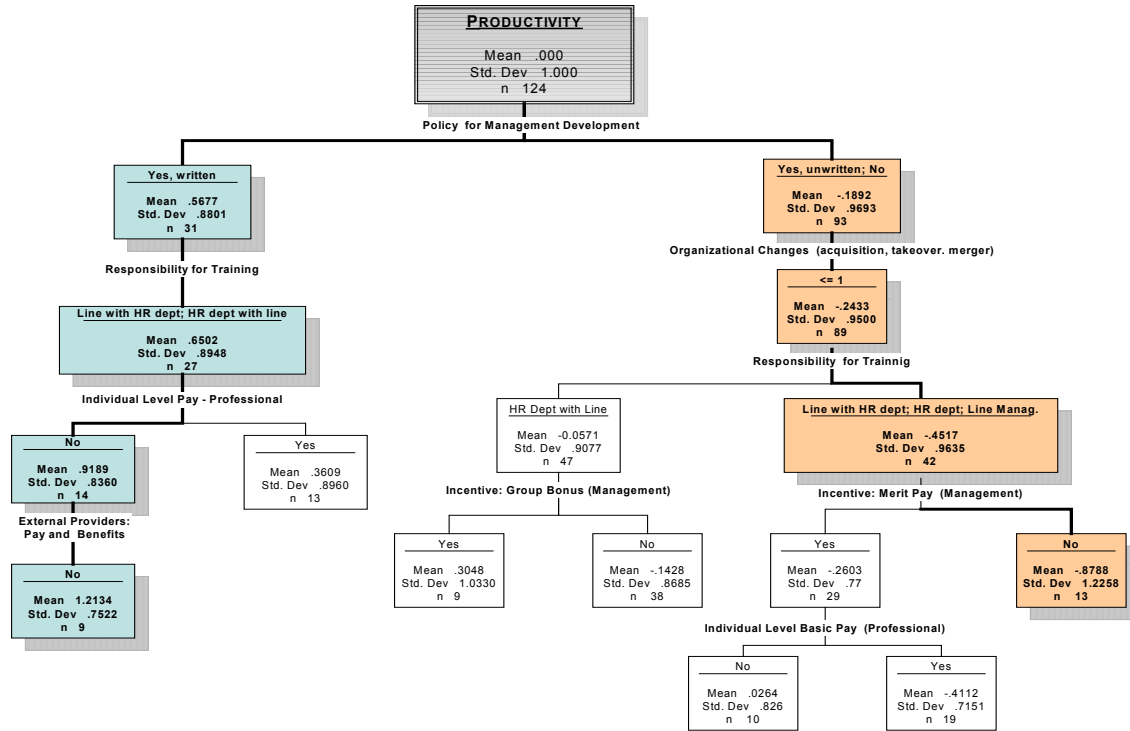 PRODUCTIVITY
Mean .000
Std. Dev 1.000
n 124
Policy for Management Development
Yes, written
Mean .5677
Std. Dev .8801
n 31
Yes, unwritten; No
Mean -.1892
Std. Dev .9693
n 93
Responsibility for Training
Organizational Changes (acquisition, takeover. merger)
Line with HR dept; HR dept with line
Mean .6502
Std. Dev .8948
n 27
<= 1
Mean -.2433
Std. Dev .9500
n 89
Individual Level Pay - Professional
Responsibility for Trainnig
No
Mean .9189
Std. Dev .8360
n 14
Yes
Mean .3609
Std. Dev .8960
n 13
HR Dept with Line
Mean -0.0571
Std. Dev .9077
n 47
Line with HR dept; HR dept; Line Manag.
Mean -.4517
Std. Dev .9635
n 42
External Providers:
Pay and Benefits
Incentive: Group Bonus (Management)
Incentive: Merit Pay (Management)
No
Mean 1.2134
Std. Dev .7522
n 9
Yes
Mean .3048
Std. Dev 1.0330
n 9
No
Mean -.1428
Std. Dev .8685
n 38
Yes
Mean -.2603
Std. Dev .77
n 29
No
Mean -.8788
Std. Dev 1.2258
n 13
Individual Level Basic Pay (Professional)
No
Mean .0264
Std. Dev .826
n 10
Yes
Mean -.4112
Std. Dev .7151
n 19